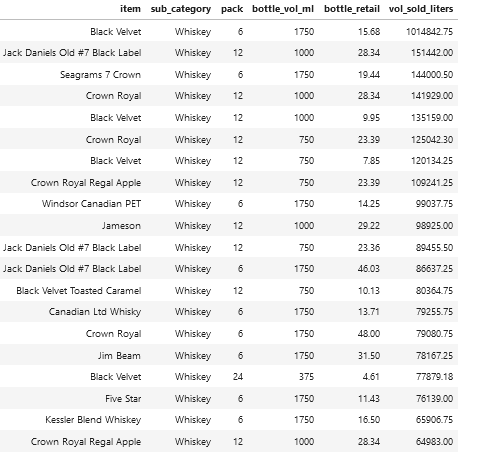 item sub_category pack bottle_vol_ml bottle_retail vol_sold_liters
Black Velvet Whiskey 6 1750 15.68 1014842.75
Jack Daniels Old #7 Black Label Whiskey 12 1000 28.34 151442.00
Seagrams 7 Crown Whiskey 6 1750 19.44 144000.50
Crown Royal Whiskey 12 1000 28.34 141929.00
Black Velvet Whiskey 12 1000 9.95 135159.00
Crown Royal Whiskey 12 750 23.39 125042.30
Black Velvet Whiskey 12 750 7.85 120134.25
Crown Royal Regal Apple Whiskey 12 750 23.39 109241.25
Windsor Canadian PET Whiskey 6 1750 14.25 99037.75
Jameson Whiskey 12 1000 29.22 98925.00
Jack Daniels Old #7 Black Label Whiskey 12 750 23.36 89455.50
Jack Daniels Old #7 Black Label Whiskey 6 1750 46.03 86637.25
Black Velvet Toasted Caramel Whiskey 12 750 10.13 80364.75
Canadian Ltd Whisky Whiskey 6 1750 13.71 79255.75
Crown Royal Whiskey 6 1750 48.00 79080.75
Jim Beam Whiskey 6 1750 31.50 78167.25
Black Velvet Whiskey 24 375 4.61 77879.18
Five Star Whiskey 6 1750 11.43 76139.00
Kessler Blend Whiskey Whiskey 6 1750 16.50 65906.75
Crown Royal Regal Apple Whiskey 12 1000 28.34 64983.00